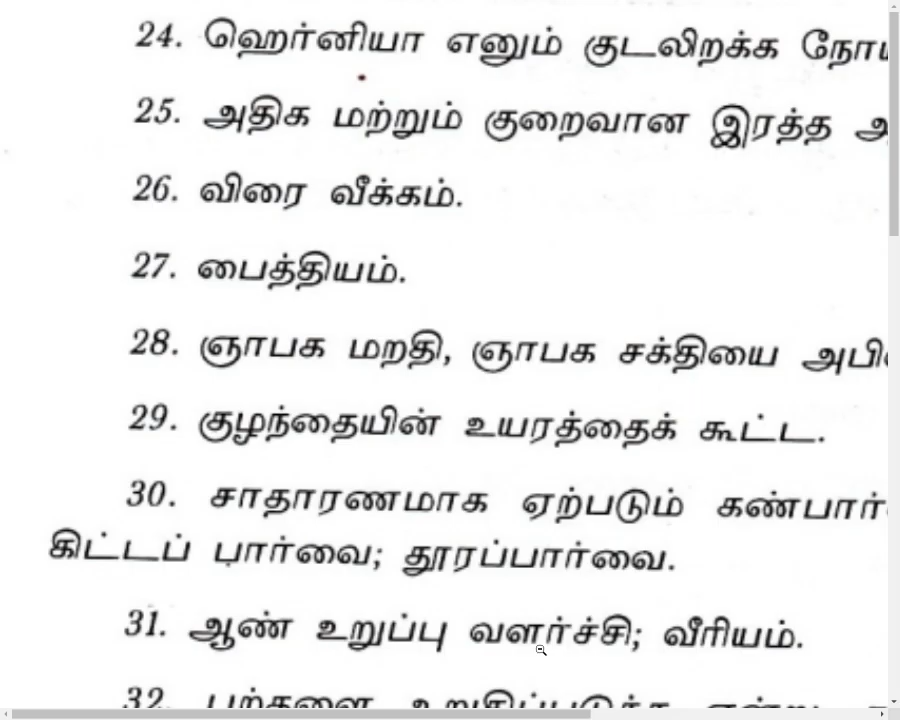 24. ஹெர்னியா எனும் குடலிறக்க
25. அதிக மற்றும் குறைவான இரத்த
26. விரை வீக்கம்.
27. பைத்தியம்.
28. ஞாபக மறதி, ஞாபக சக்தியை
29. குழந்தையின் உயரத்தைக் கூட்ட.
30. சாதாரணமாக ஏற்படும்
கிட்டப் பார்வை; தூரப்பார்வை.
31. ஆண் உறுப்பு வளர்ச்சி; வீரியம்.
32.